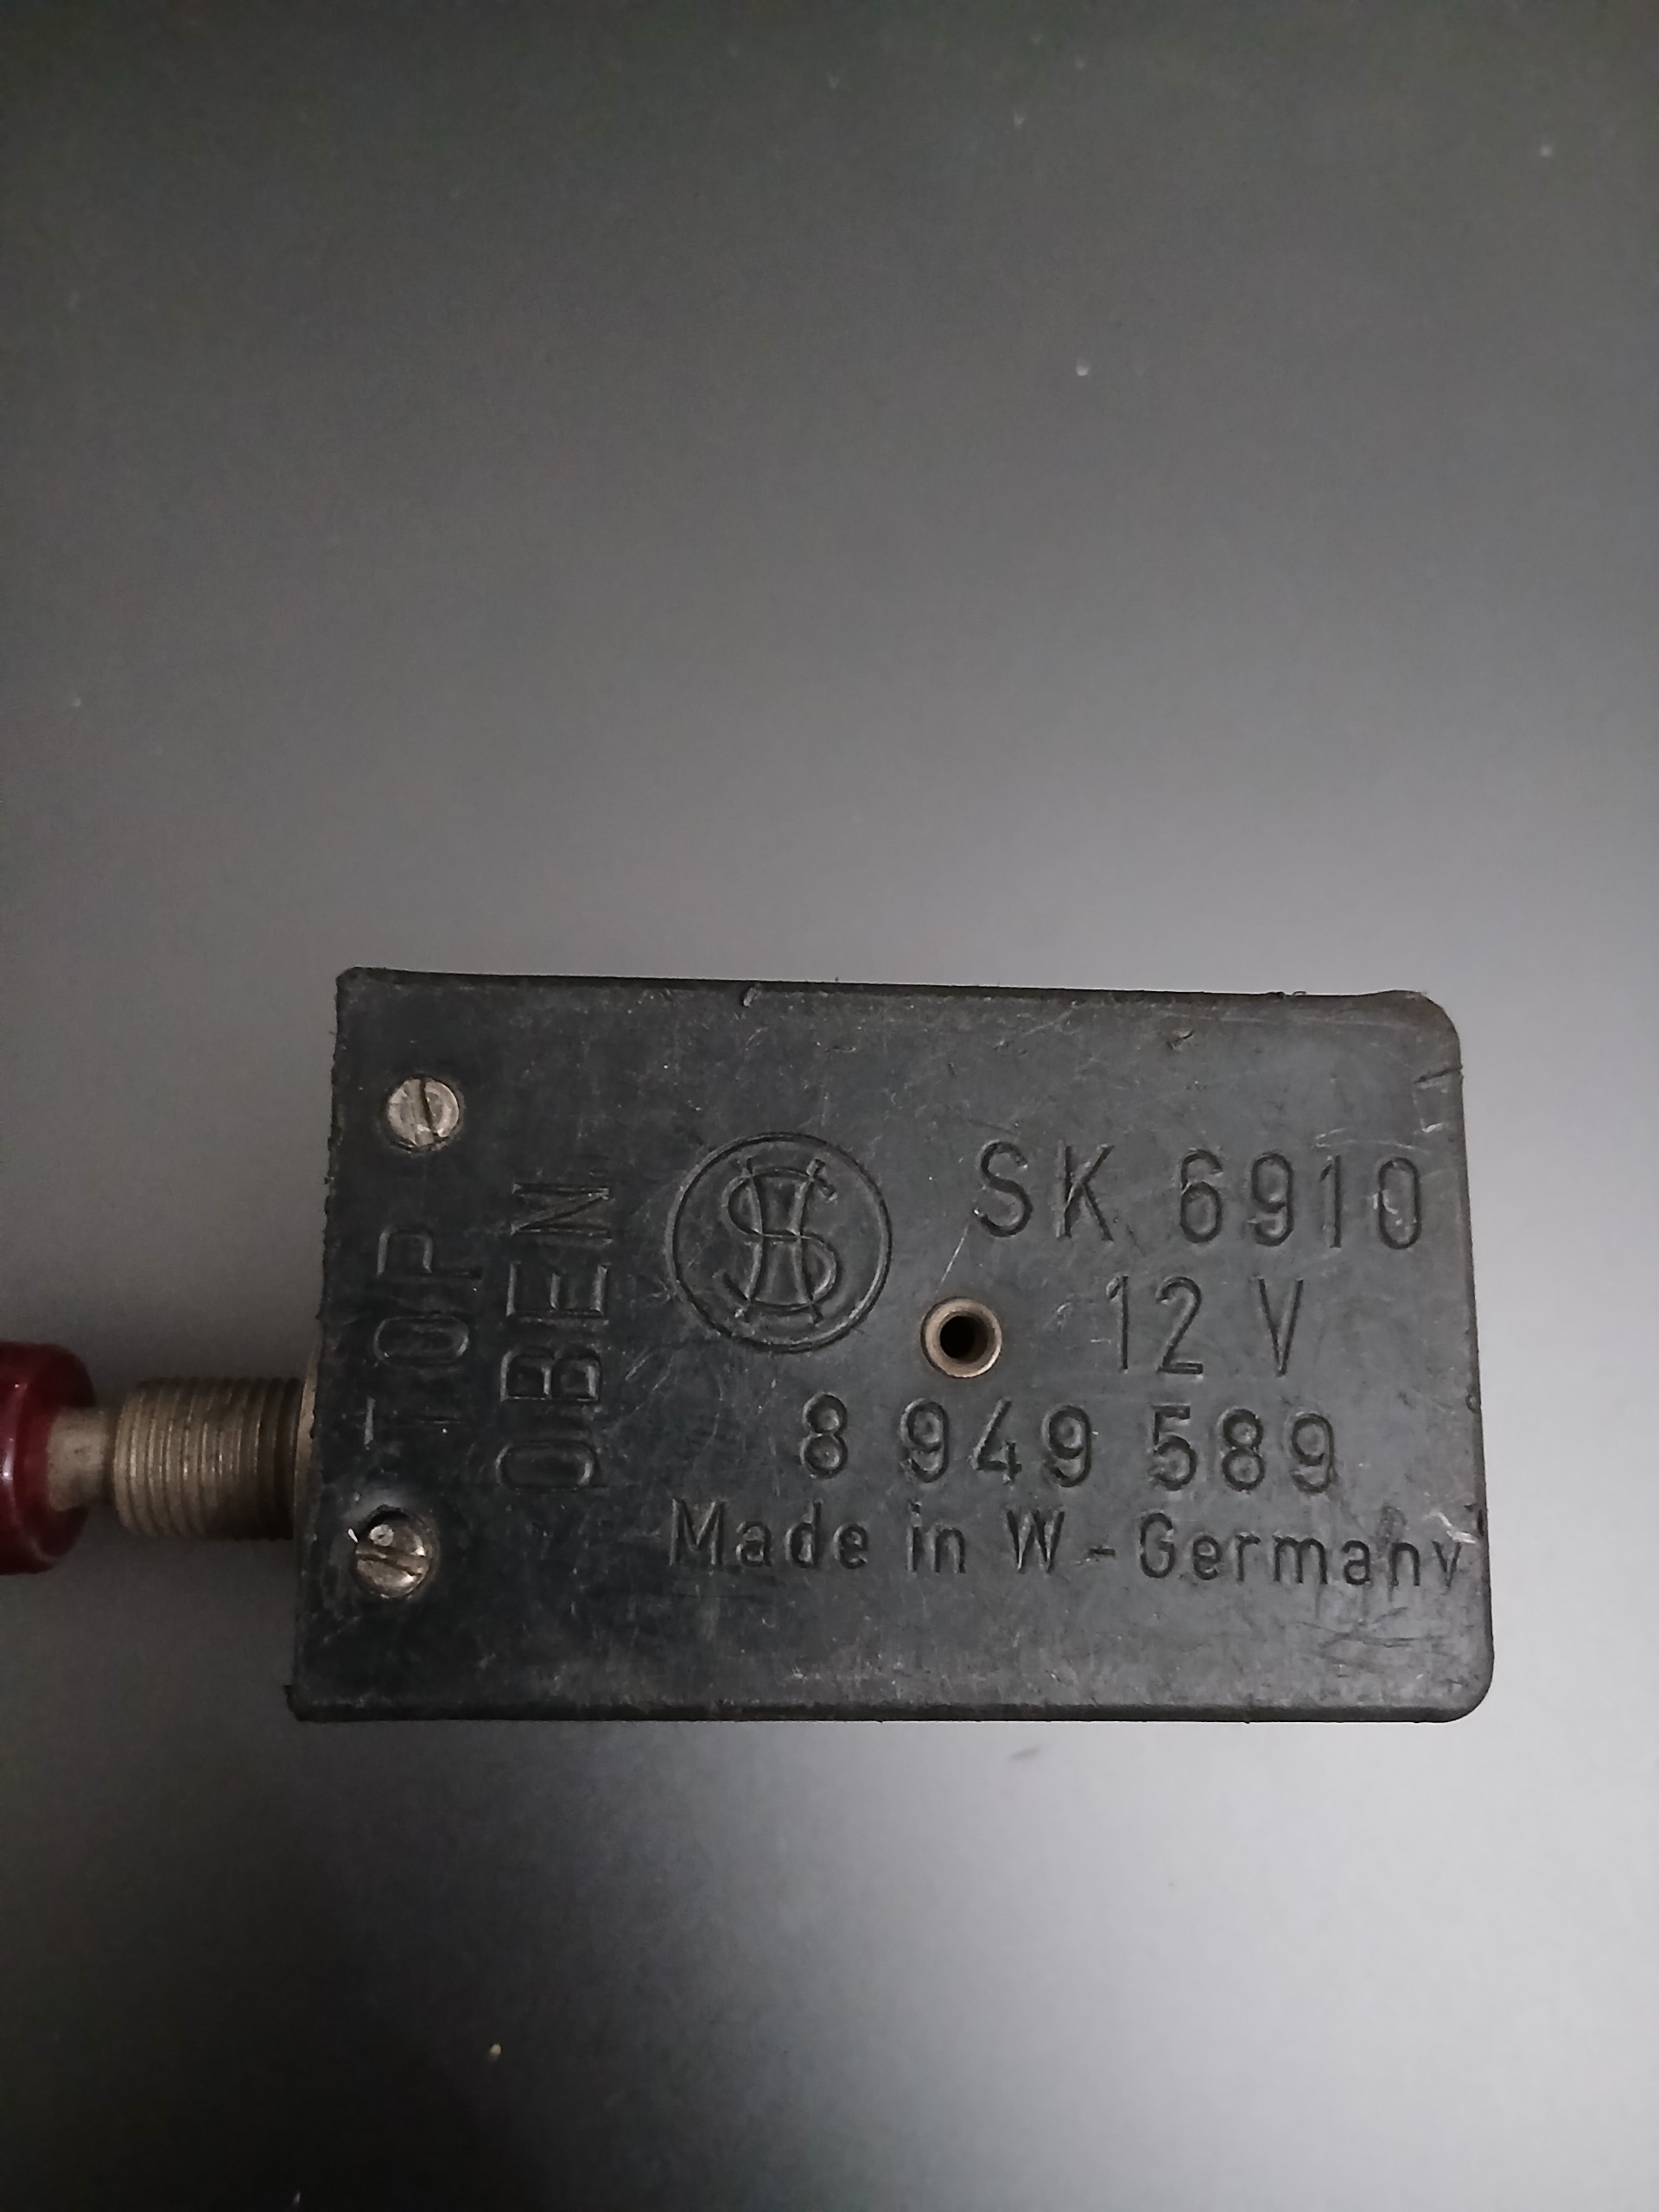 TOP
OBEN
SK 6910
12 V
8 949 589
Made in W-Germany